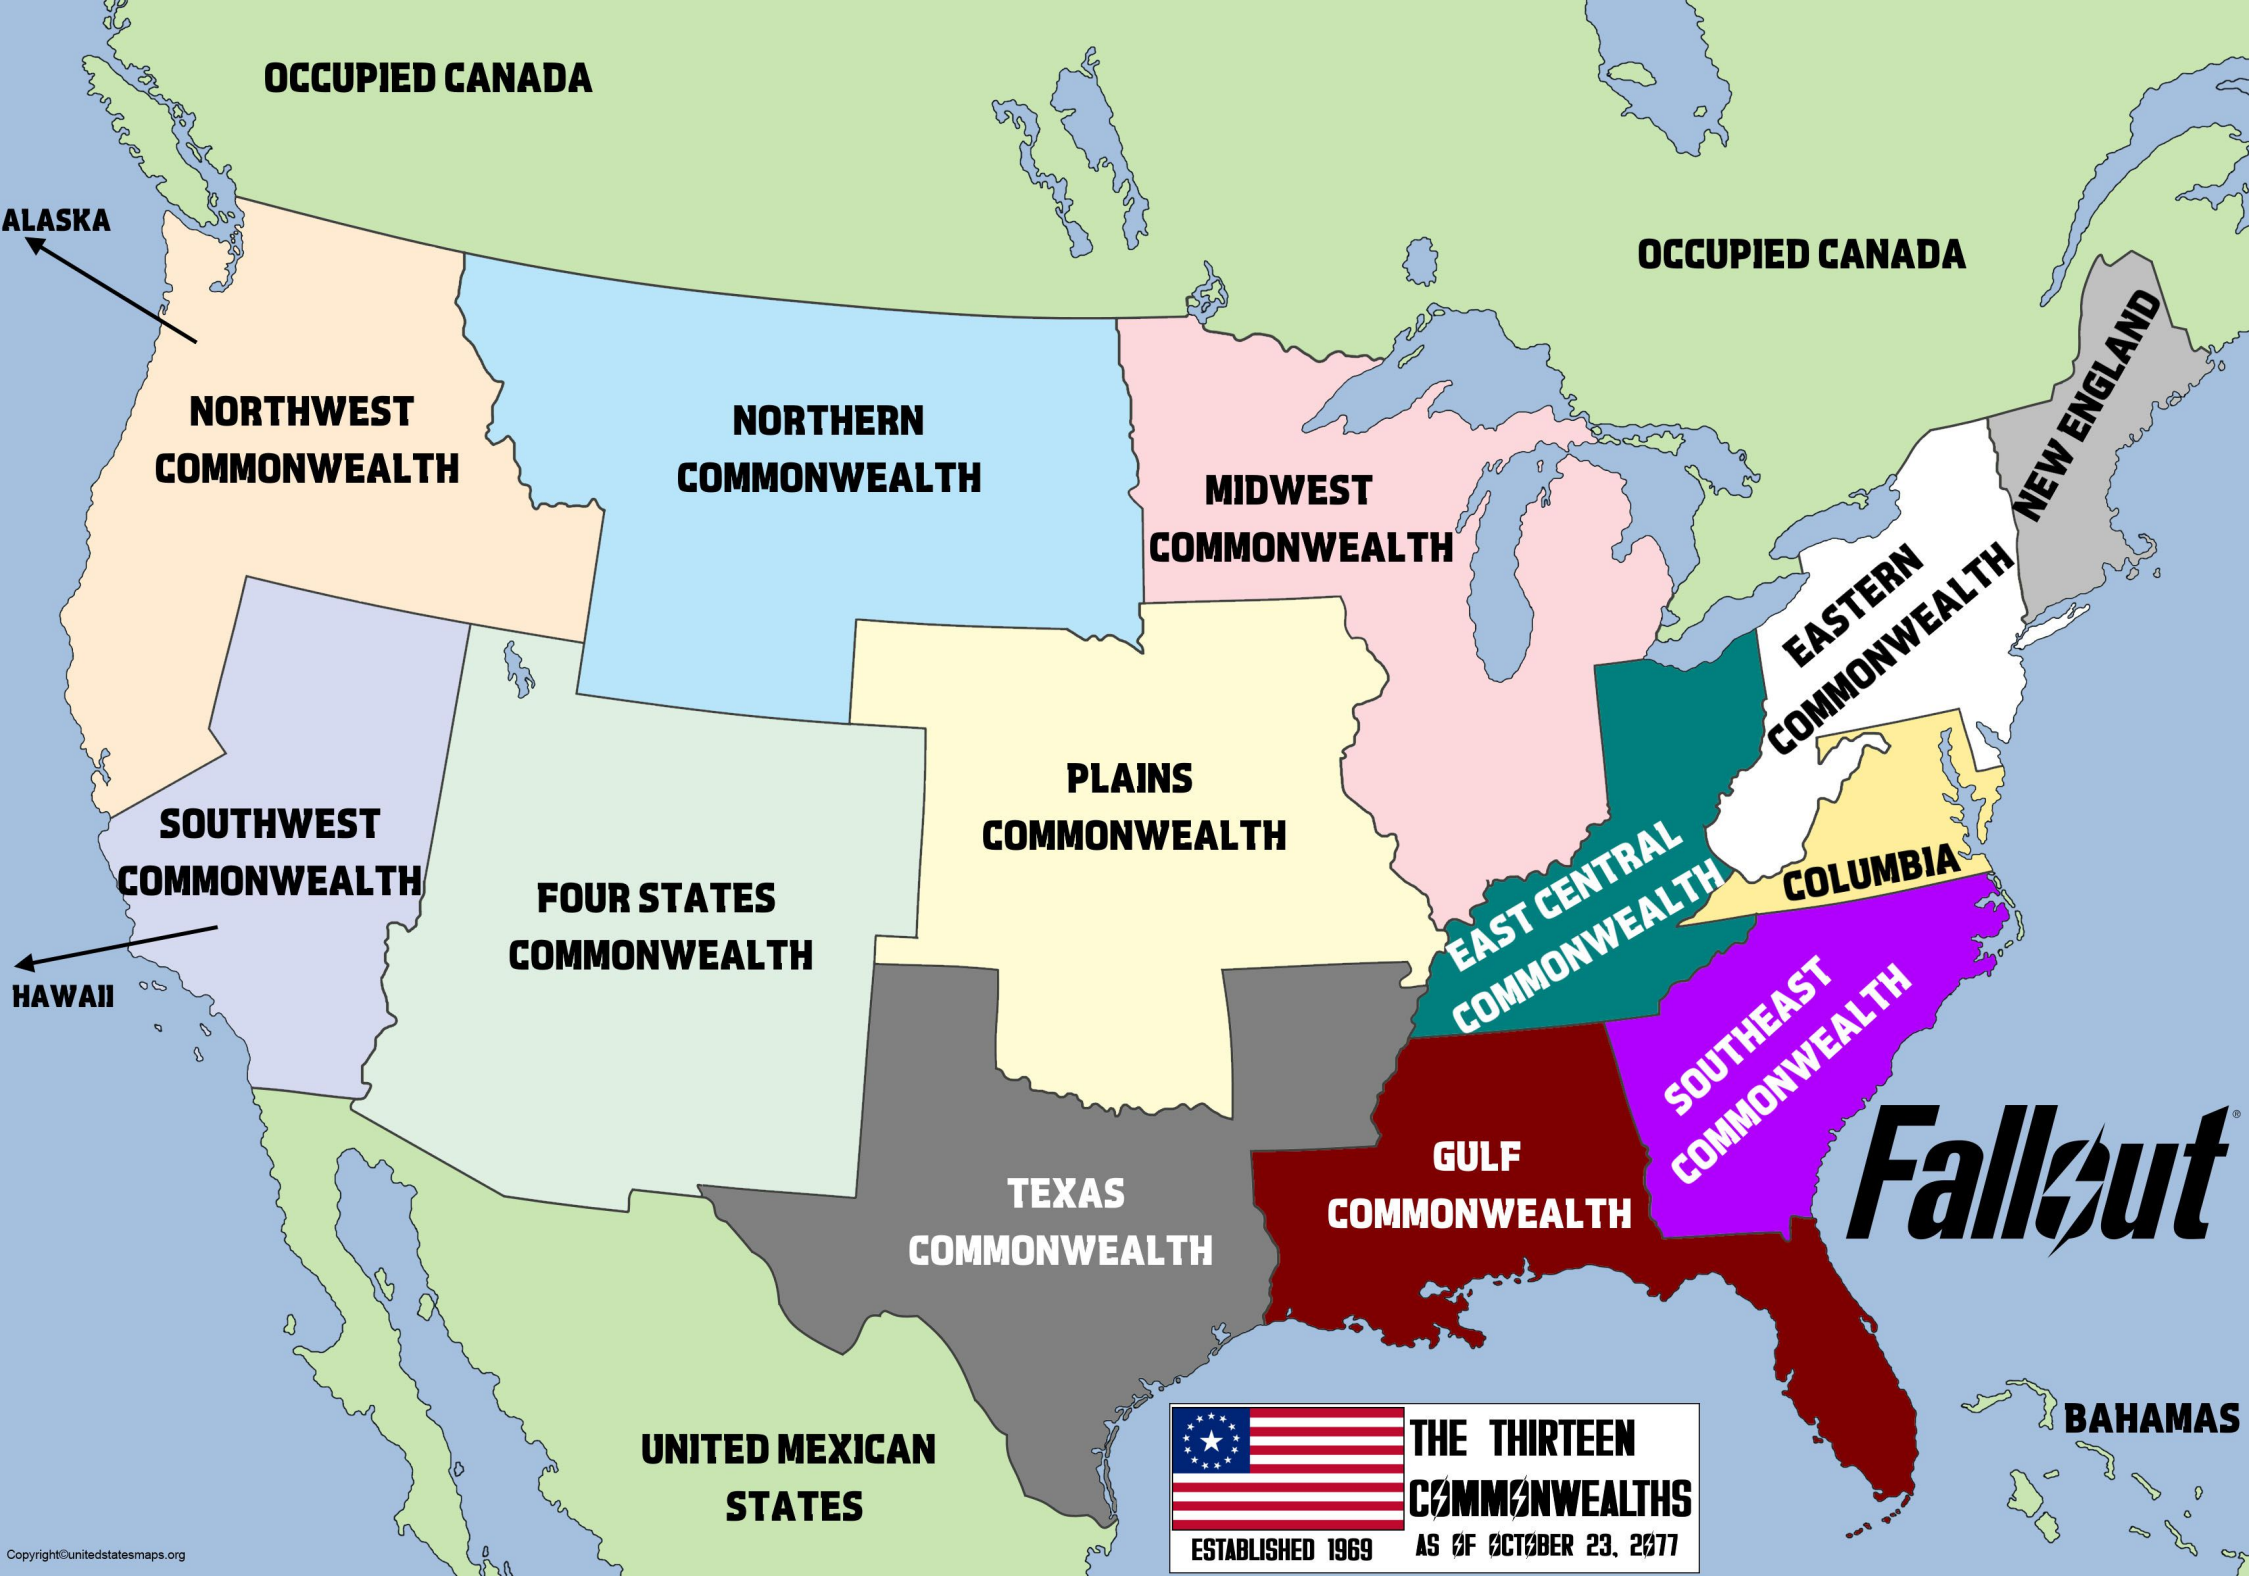 OCCUPIED CANADA
ALASKA
OCCUPIED CANADA
NEW ENGLAND
NORTHWEST
COMMONWEALTH
NORTHERN
COMMONWEALTH
MIDWEST
COMMONWEALTH
EASTERN
COMMONWEALTH
PLAINS
COMMONWEALTH
SOUTHWEST
COMMONWEALTH
HAWAII
FOUR STATES
COMMONWEALTH
EAST CENTRAL
COMMONWEALTH
COLUMBIA
SOUTHEAST
COMMONWEALTH
GULF
COMMONWEALTH
TEXAS
COMMONWEALTH
Fallout®
UNITED MEXICAN
STATES
BAHAMAS
THE THIRTEEN
COMMONWEALTHS
ESTABLISHED 1969
AS OF OCTOBER 23, 2077
Copyright©unitedstatesmaps.org